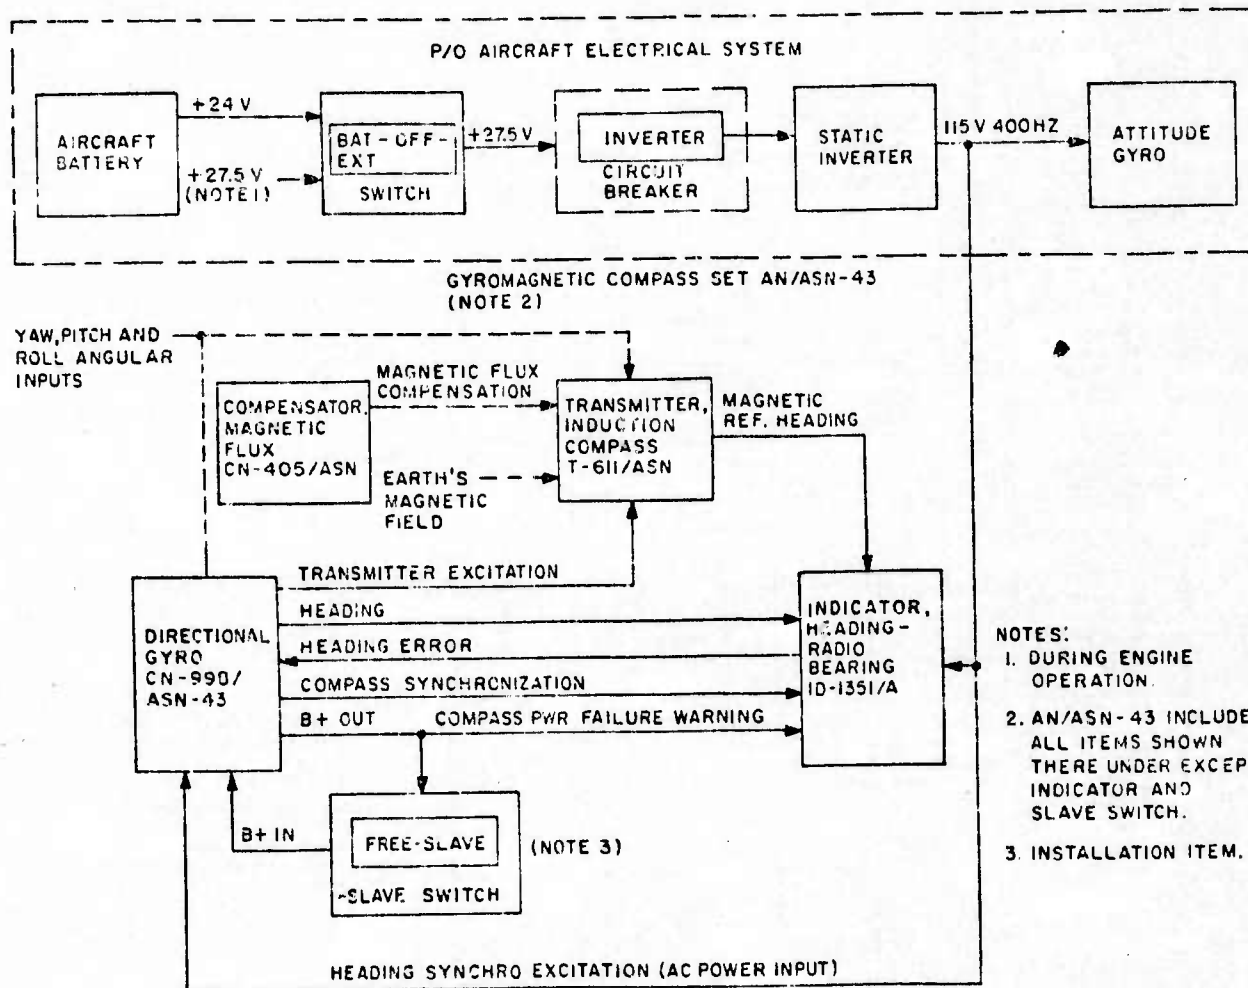 P/O AIRCRAFT ELECTRICAL SYSTEM
AIRCRAFT
BATTERY
+24 V
+27.5 V
(NOTE 1)
BAT-OFF-
EXT
SWITCH
+27.5 V
INVERTER
CIRCUIT
BREAKER
STATIC
INVERTER
115 V 400 HZ
ATTITUDE
GYRO
GYROMAGNETIC COMPASS SET AN/ASN-43
(NOTE 2)
YAW, PITCH AND
ROLL ANGULAR
INPUTS
COMPENSATOR,
MAGNETIC
FLUX
CN-405/ASN
MAGNETIC FLUX
COMPENSATION
EARTH'S
MAGNETIC
FIELD
TRANSMITTER,
INDUCTION
COMPASS
T-611/ASN
MAGNETIC
REF. HEADING
TRANSMITTER EXCITATION
HEADING
HEADING ERROR
COMPASS SYNCHRONIZATION
B+ OUT
COMPASS PWR FAILURE WARNING
DIRECTIONAL
GYRO
CN-998/
ASN-43
INDICATOR,
HEADING-
RADIO
BEARING
ID-1351/A
B+ IN
FREE-SLAVE
SLAVE SWITCH
(NOTE 3)
HEADING SYNCHRO EXCITATION (AC POWER INPUT)
NOTES:
1. DURING ENGINE
OPERATION.
2. AN/ASN-43 INCLUDE
ALL ITEMS SHOWN
THERE UNDER EXCEP
INDICATOR AND
SLAVE SWITCH.
3. INSTALLATION ITEM.